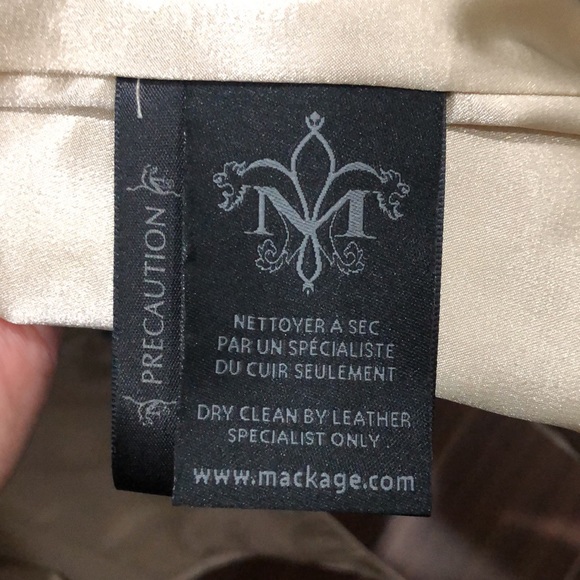 PRECAUTION
M
NETTOYER À SEC
PAR UN SPÉCIALISTE
DU CUIR SEULEMENT
DRY CLEAN BY LEATHER
SPECIALIST ONLY
www.mackage.com